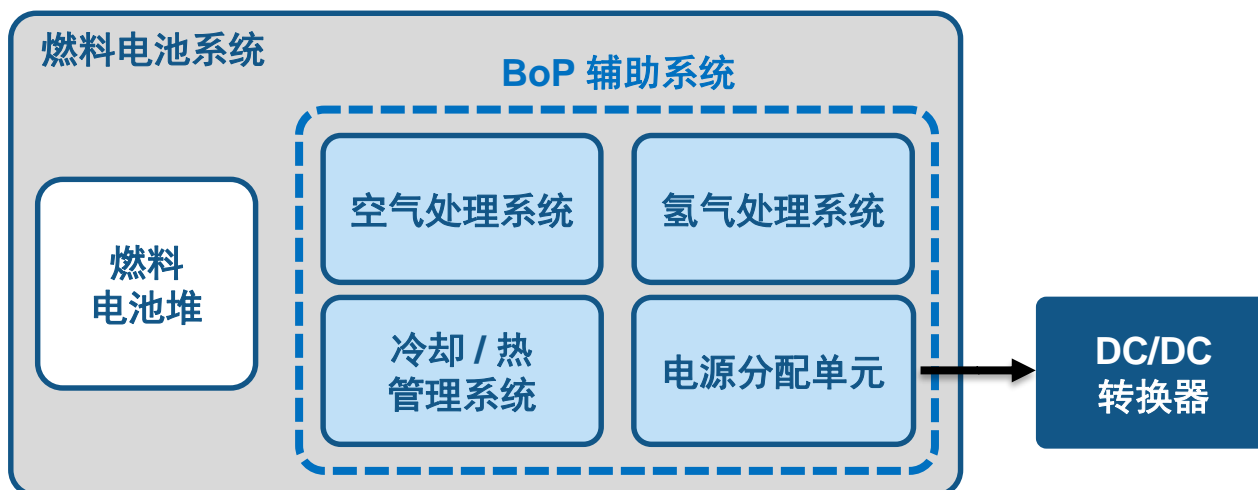 燃料电池系统
BoP 辅助系统
空气处理系统
氢气处理系统
燃料
电池堆
冷却 / 热
管理系统
电源分配单元
DC/DC
转换器